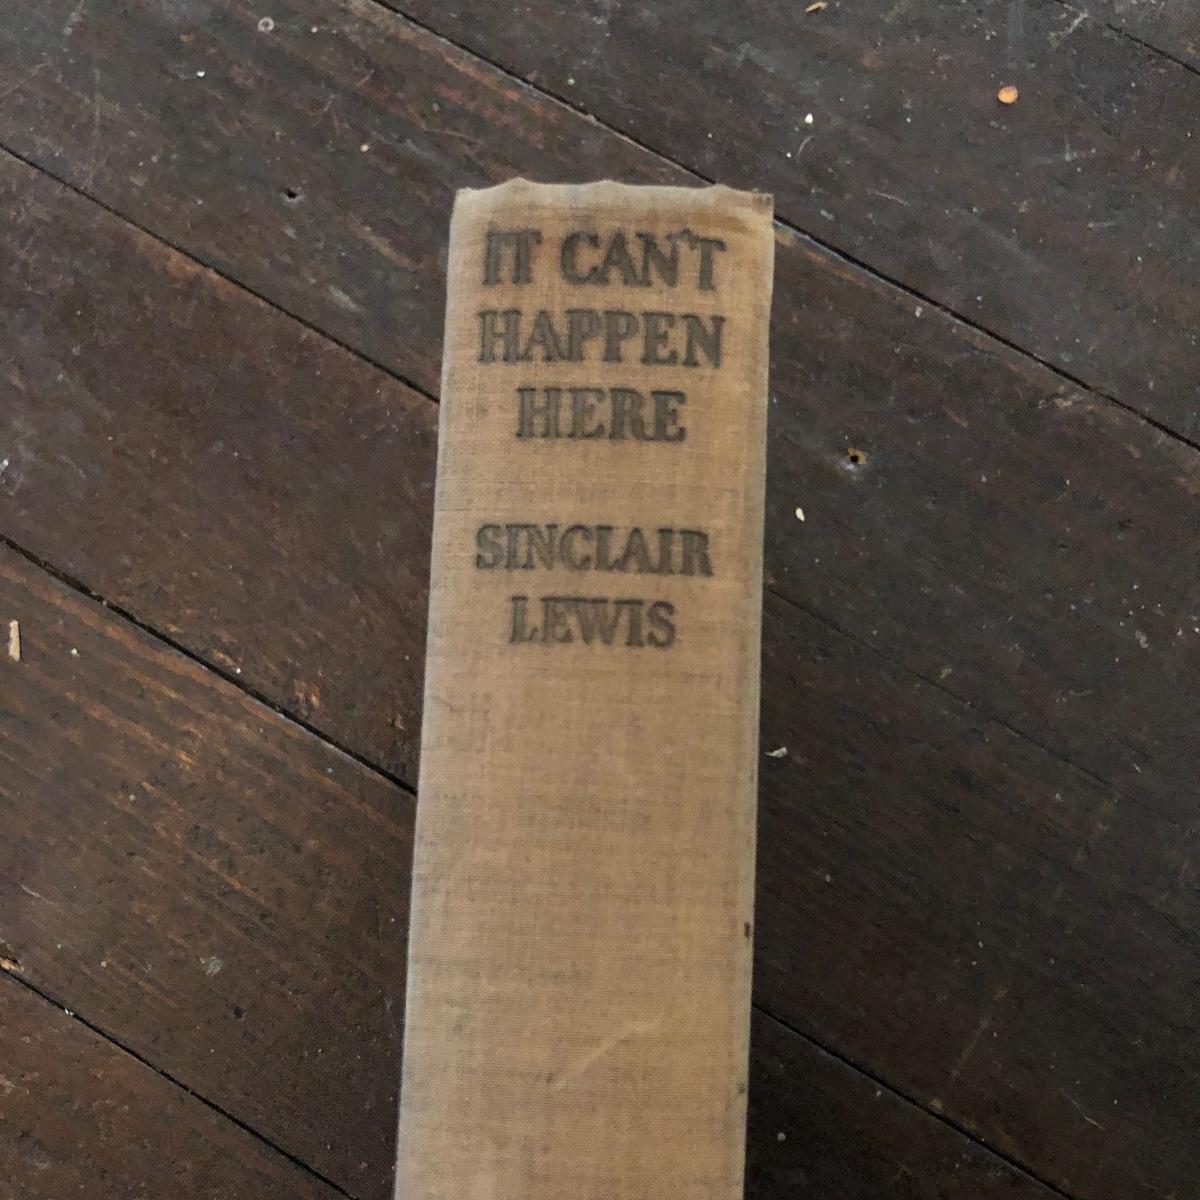 IT CAN'T
HAPPEN
HERE
SINCLAIR
LEWIS